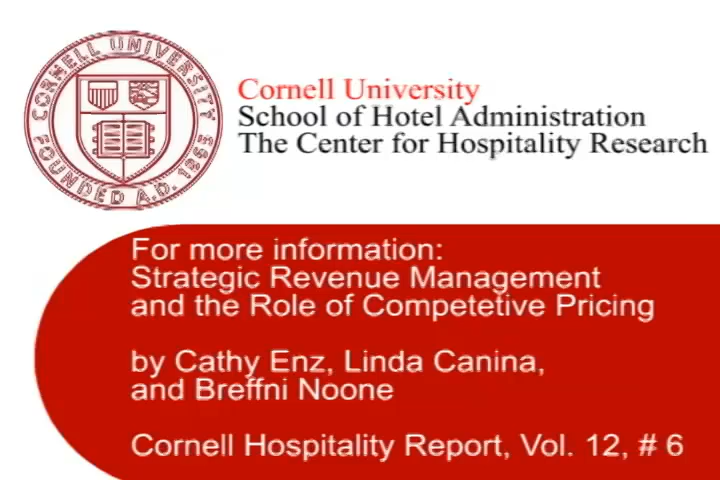 CORNELL UNIVERSITY
FOUNDED A.D. 1865
Cornell University
School of Hotel Administration
The Center for Hospitality Research
For more information:
Strategic Revenue Management
and the Role of Competetive Pricing
by Cathy Enz, Linda Canina,
and Breffni Noone
Cornell Hospitality Report, Vol. 12, # 6